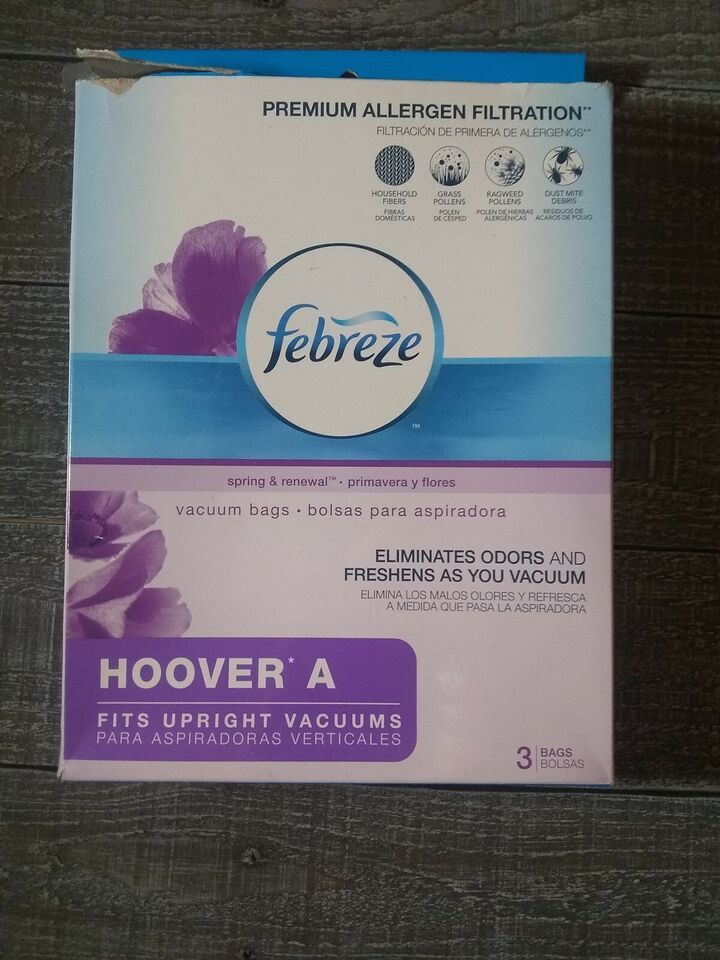 PREMIUM ALLERGEN FILTRATION**
FILTRACIÓN DE PRIMERA DE ALÉRGENOS**
HOUSEHOLD FIBERS
FIBRAS DOMÉSTICAS
GRASS POLLENS
POLEN DE CÉSPED
RAGWEED POLLENS
POLEN DE HIERBAS ALERGÉNICAS
DUST MITE DEBRIS
RESIDUOS DE ÁCAROS DE POLVO
febreze
™
spring & renewal™ · primavera y flores
vacuum bags • bolsas para aspiradora
ELIMINATES ODORS AND
FRESHENS AS YOU VACUUM
ELIMINA LOS MALOS OLORES Y REFRESCA
A MEDIDA QUE PASA LA ASPIRADORA
HOOVER* A
FITS UPRIGHT VACUUMS
PARA ASPIRADORAS VERTICALES
3 BAGS
BOLSAS